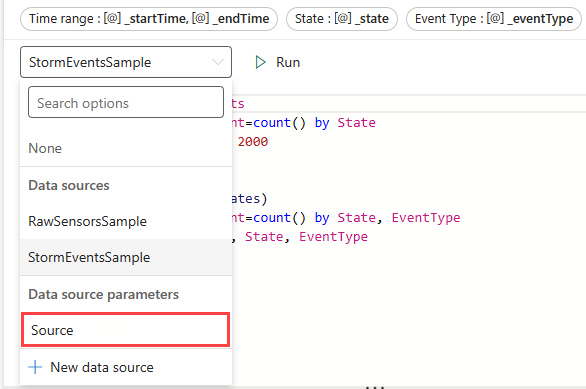 Time range : [@] _startTime, [@] _endTime State : [@] _state Event Type : [@] _eventType
StormEventsSample Run
Search options
ts
nt=count() by State
2000
None
Data sources
ates)
RawSensorsSample
nt=count() by State, EventType
, State, EventType
StormEventsSample
Data source parameters
Source
+ New data source
...